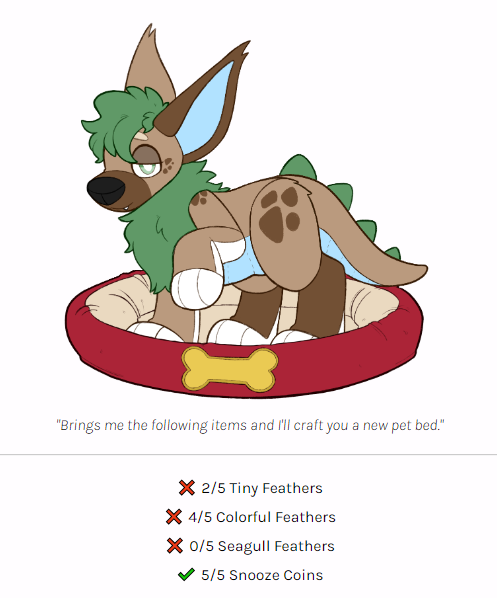 "Brings me the following items and I'll craft you a new pet bed."
2/5 Tiny Feathers
4/5 Colorful Feathers
0/5 Seagull Feathers
5/5 Snooze Coins